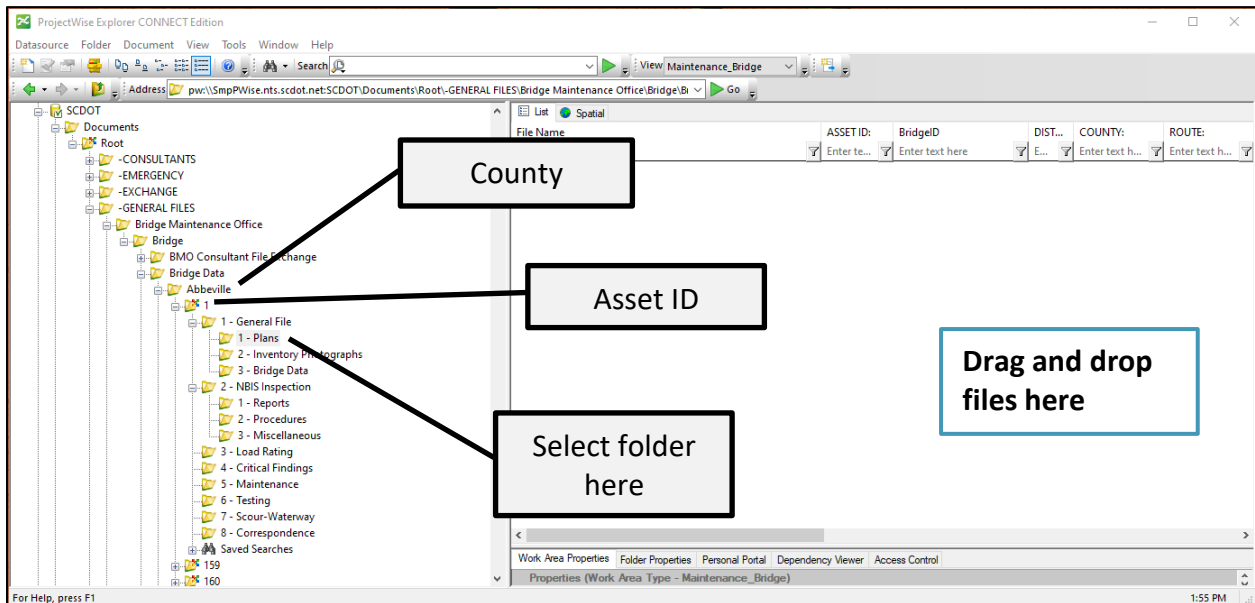 ProjectWise Explorer CONNECT Edition
Datasource Folder Document View Tools Window Help
Search View Maintenance_Bridge
Address pw:\\SmpPWise.nts.scdot.net:SCDOT\Documents\Root\-GENERAL FILES\Bridge Maintenance Office\Bridge\Bi Go
SCDOT
Documents
Root
-CONSULTANTS
-EMERGENCY
-EXCHANGE
-GENERAL FILES
Bridge Maintenance Office
Bridge
BMO Consultant File Exchange
Bridge Data
Abbeville
1
1 - General File
1 - Plans
2 - Inventory Photographs
3 - Bridge Data
2 - NBIS Inspection
1 - Reports
2 - Procedures
3 - Miscellaneous
3 - Load Rating
4 - Critical Findings
5 - Maintenance
6 - Testing
7 - Scour-Waterway
8 - Correspondence
Saved Searches
159
160
County
Asset ID
Select folder
here
List Spatial
File Name ASSET ID: BridgeID DIST... COUNTY: ROUTE:
Enter te... Enter text here E... Enter text h... Enter text h...
Drag and drop
files here
Work Area Properties Folder Properties Personal Portal Dependency Viewer Access Control
Properties (Work Area Type - Maintenance_Bridge)
For Help, press F1 1:55 PM